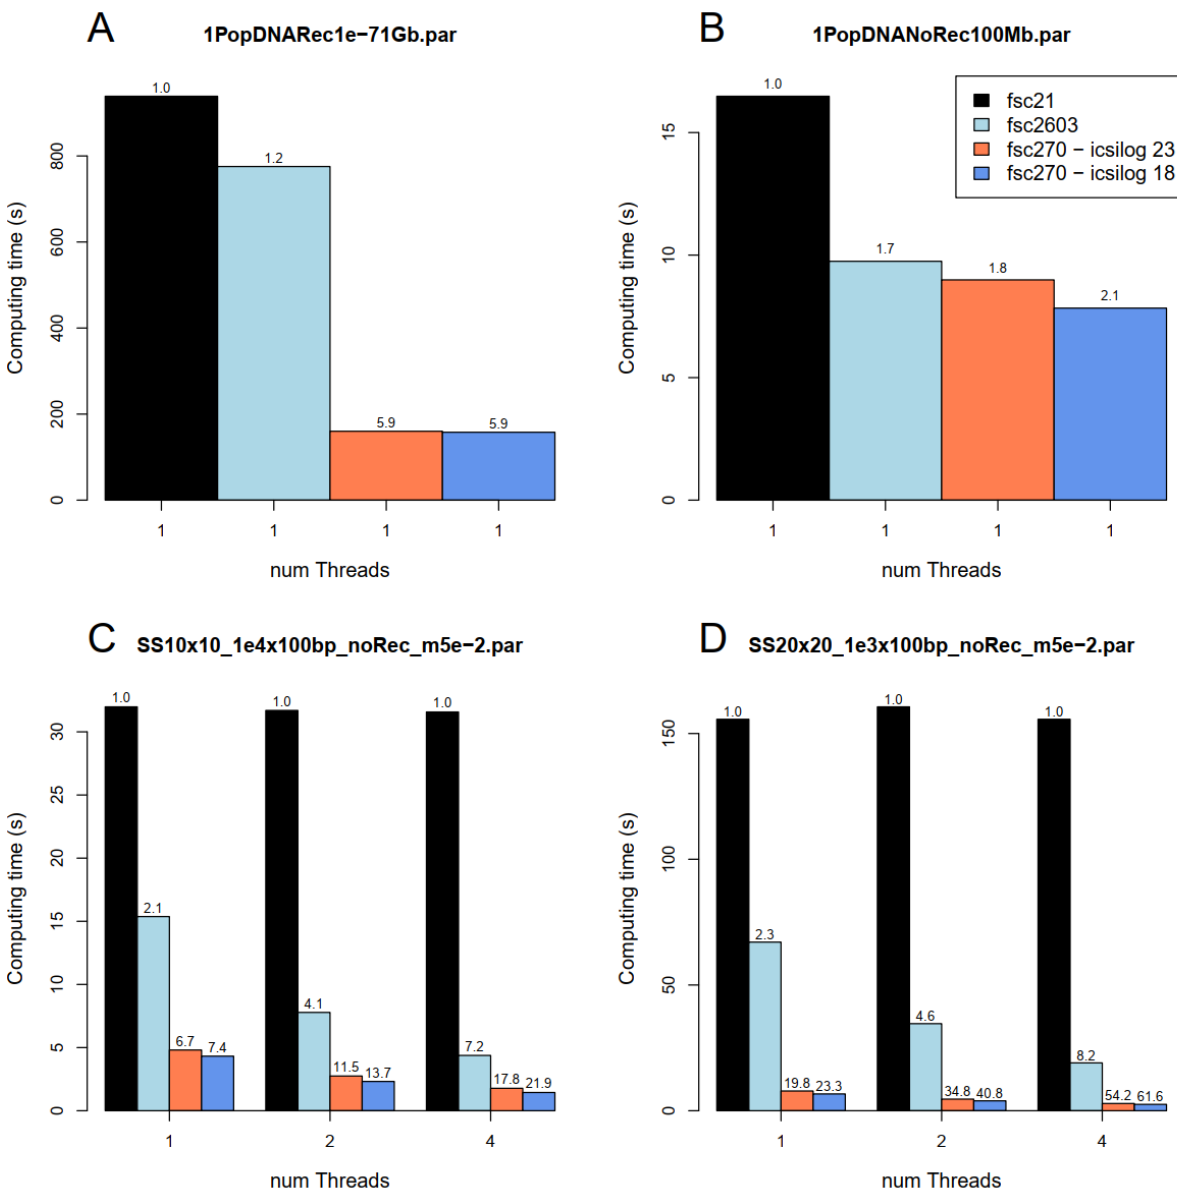 A 1PopDNARec1e−71Gb.par
Computing time (s)
800
600
400
200
0
1.0
1.2
5.9
5.9
1 1 1 1
num Threads
B 1PopDNANoRec100Mb.par
fsc21
fsc2603
fsc270 − icsilog 23
fsc270 − icsilog 18
Computing time (s)
15
10
5
0
1.0
1.7
1.8
2.1
1 1 1 1
num Threads
C SS10x10_1e4x100bp_noRec_m5e−2.par
Computing time (s)
30
25
20
15
10
5
0
1.0
2.1
6.7
7.4
1.0
4.1
11.5
13.7
1.0
7.2
17.8
21.9
1 2 4
num Threads
D SS20x20_1e3x100bp_noRec_m5e−2.par
Computing time (s)
150
100
50
0
1.0
2.3
19.8
23.3
1.0
4.6
34.8
40.8
1.0
8.2
54.2
61.6
1 2 4
num Threads